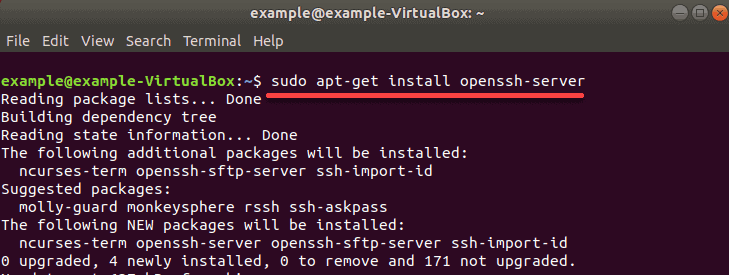 example@example-VirtualBox: ~
File Edit View Search Terminal Help
example@example-VirtualBox:~$ sudo apt-get install openssh-server
Reading package lists... Done
Building dependency tree
Reading state information... Done
The following additional packages will be installed:
ncurses-term openssh-sftp-server ssh-import-id
Suggested packages:
molly-guard monkeysphere rssh ssh-askpass
The following NEW packages will be installed:
ncurses-term openssh-server openssh-sftp-server ssh-import-id
0 upgraded, 4 newly installed, 0 to remove and 171 not upgraded.